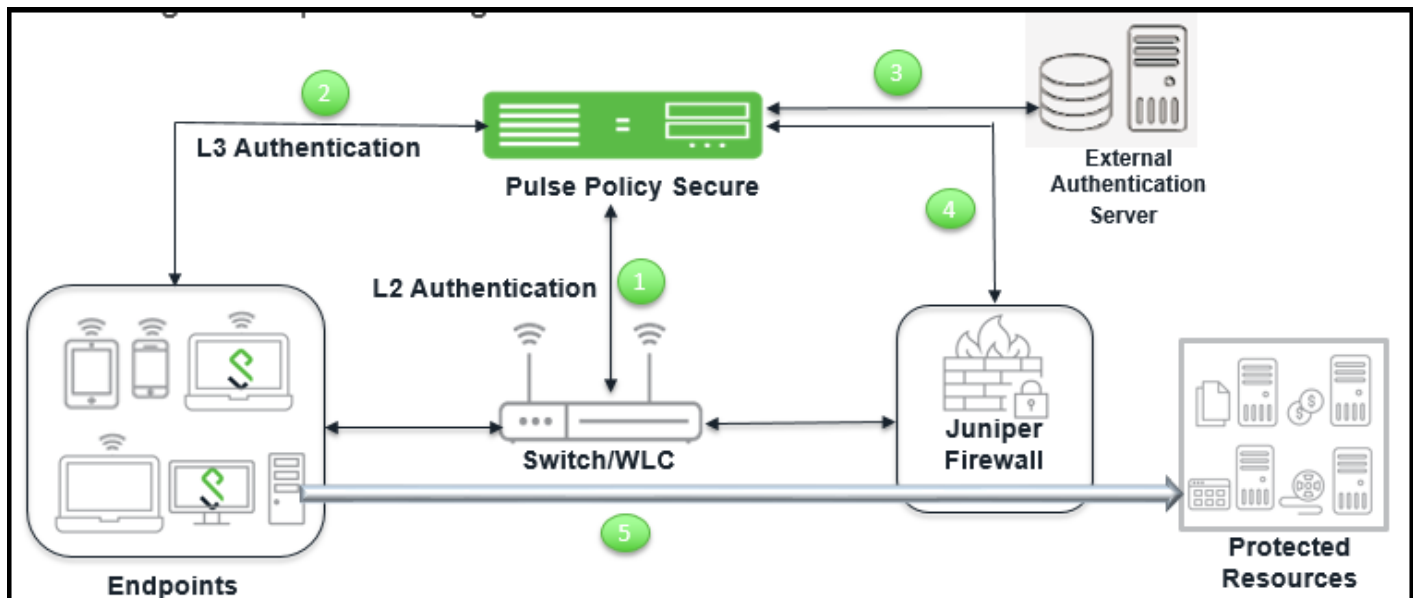 2
3
L3 Authentication
Pulse Policy Secure
External
Authentication
Server
4
L2 Authentication
1
Switch/WLC
Juniper
Firewall
5
Endpoints
Protected
Resources